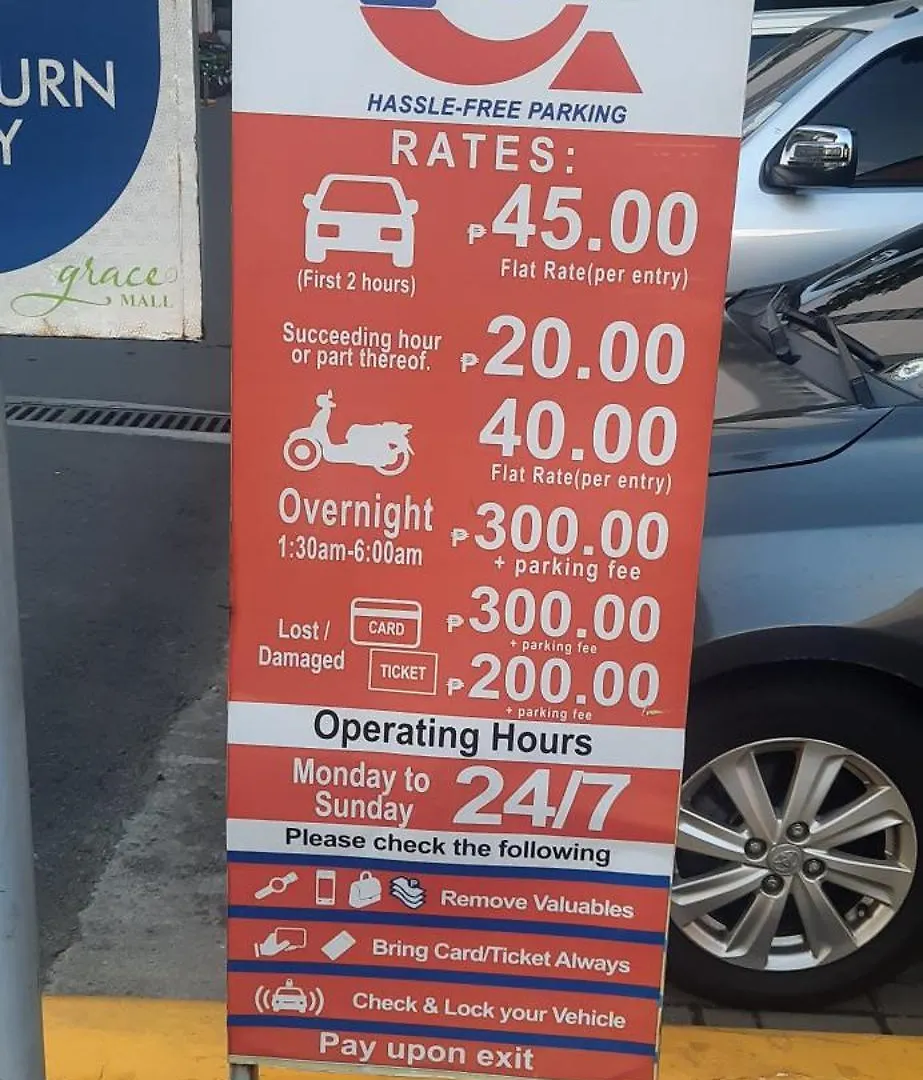 URN
Y
grace
MALL
HASSLE-FREE PARKING
RATES:
(First 2 hours)
₱45.00
Flat Rate(per entry)
Succeeding hour
or part thereof.
₱20.00
40.00
Flat Rate(per entry)
Overnight
1:30am-6:00am
₱300.00
+ parking fee
Lost /
Damaged
CARD
₱300.00
+ parking fee
TICKET
₱200.00
+ parking fee
Operating Hours
Monday to
Sunday
24/7
Please check the following
Remove Valuables
Bring Card/Ticket Always
Check & Lock your Vehicle
Pay upon exit